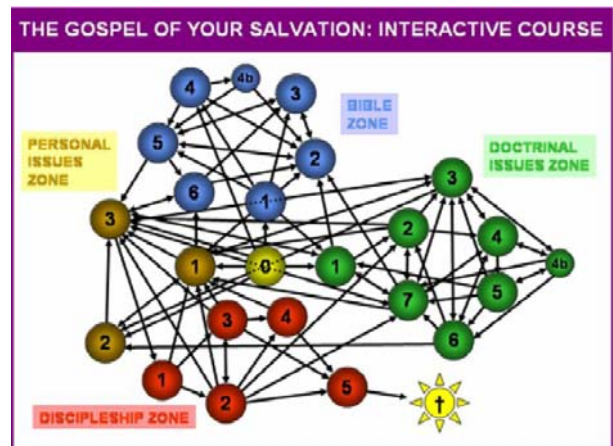 THE GOSPEL OF YOUR SALVATION: INTERACTIVE COURSE
4
4b
3
BIBLE
ZONE
5
2
PERSONAL
ISSUES
ZONE
6
1
DOCTRINAL
ISSUES ZONE
3
3
2
4
4b
1
0
1
7
5
6
2
3
4
1
2
5
DISCIPLESHIP ZONE